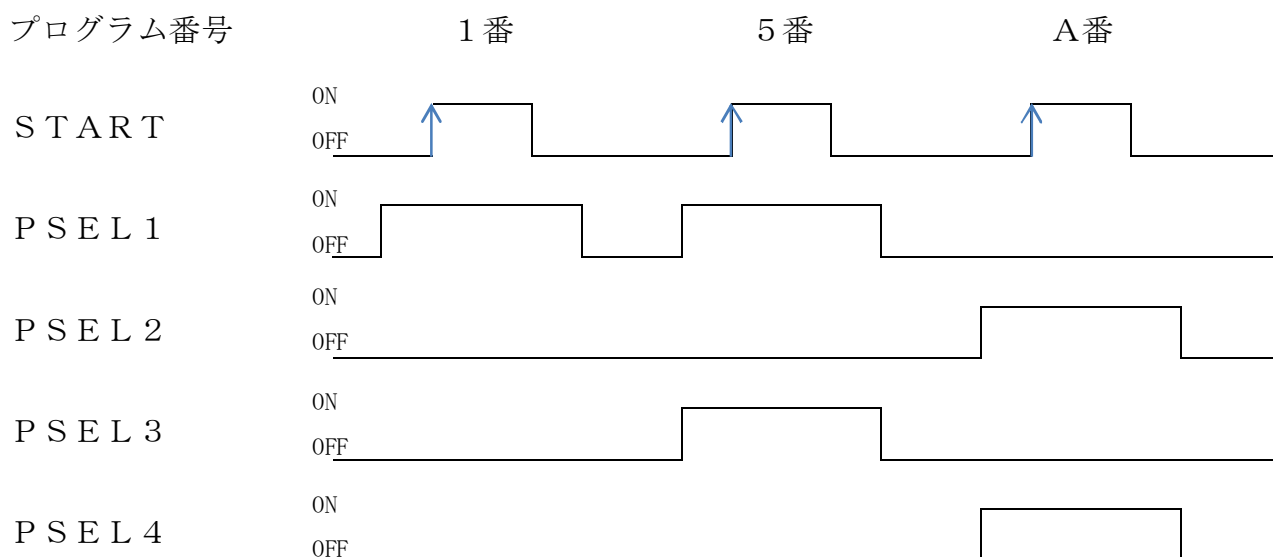 プログラム番号 １番 ５番 Ａ番
ＳＴＡＲＴ ON
OFF
ＰＳＥＬ１ ON
OFF
ＰＳＥＬ２ ON
OFF
ＰＳＥＬ３ ON
OFF
ＰＳＥＬ４ ON
OFF